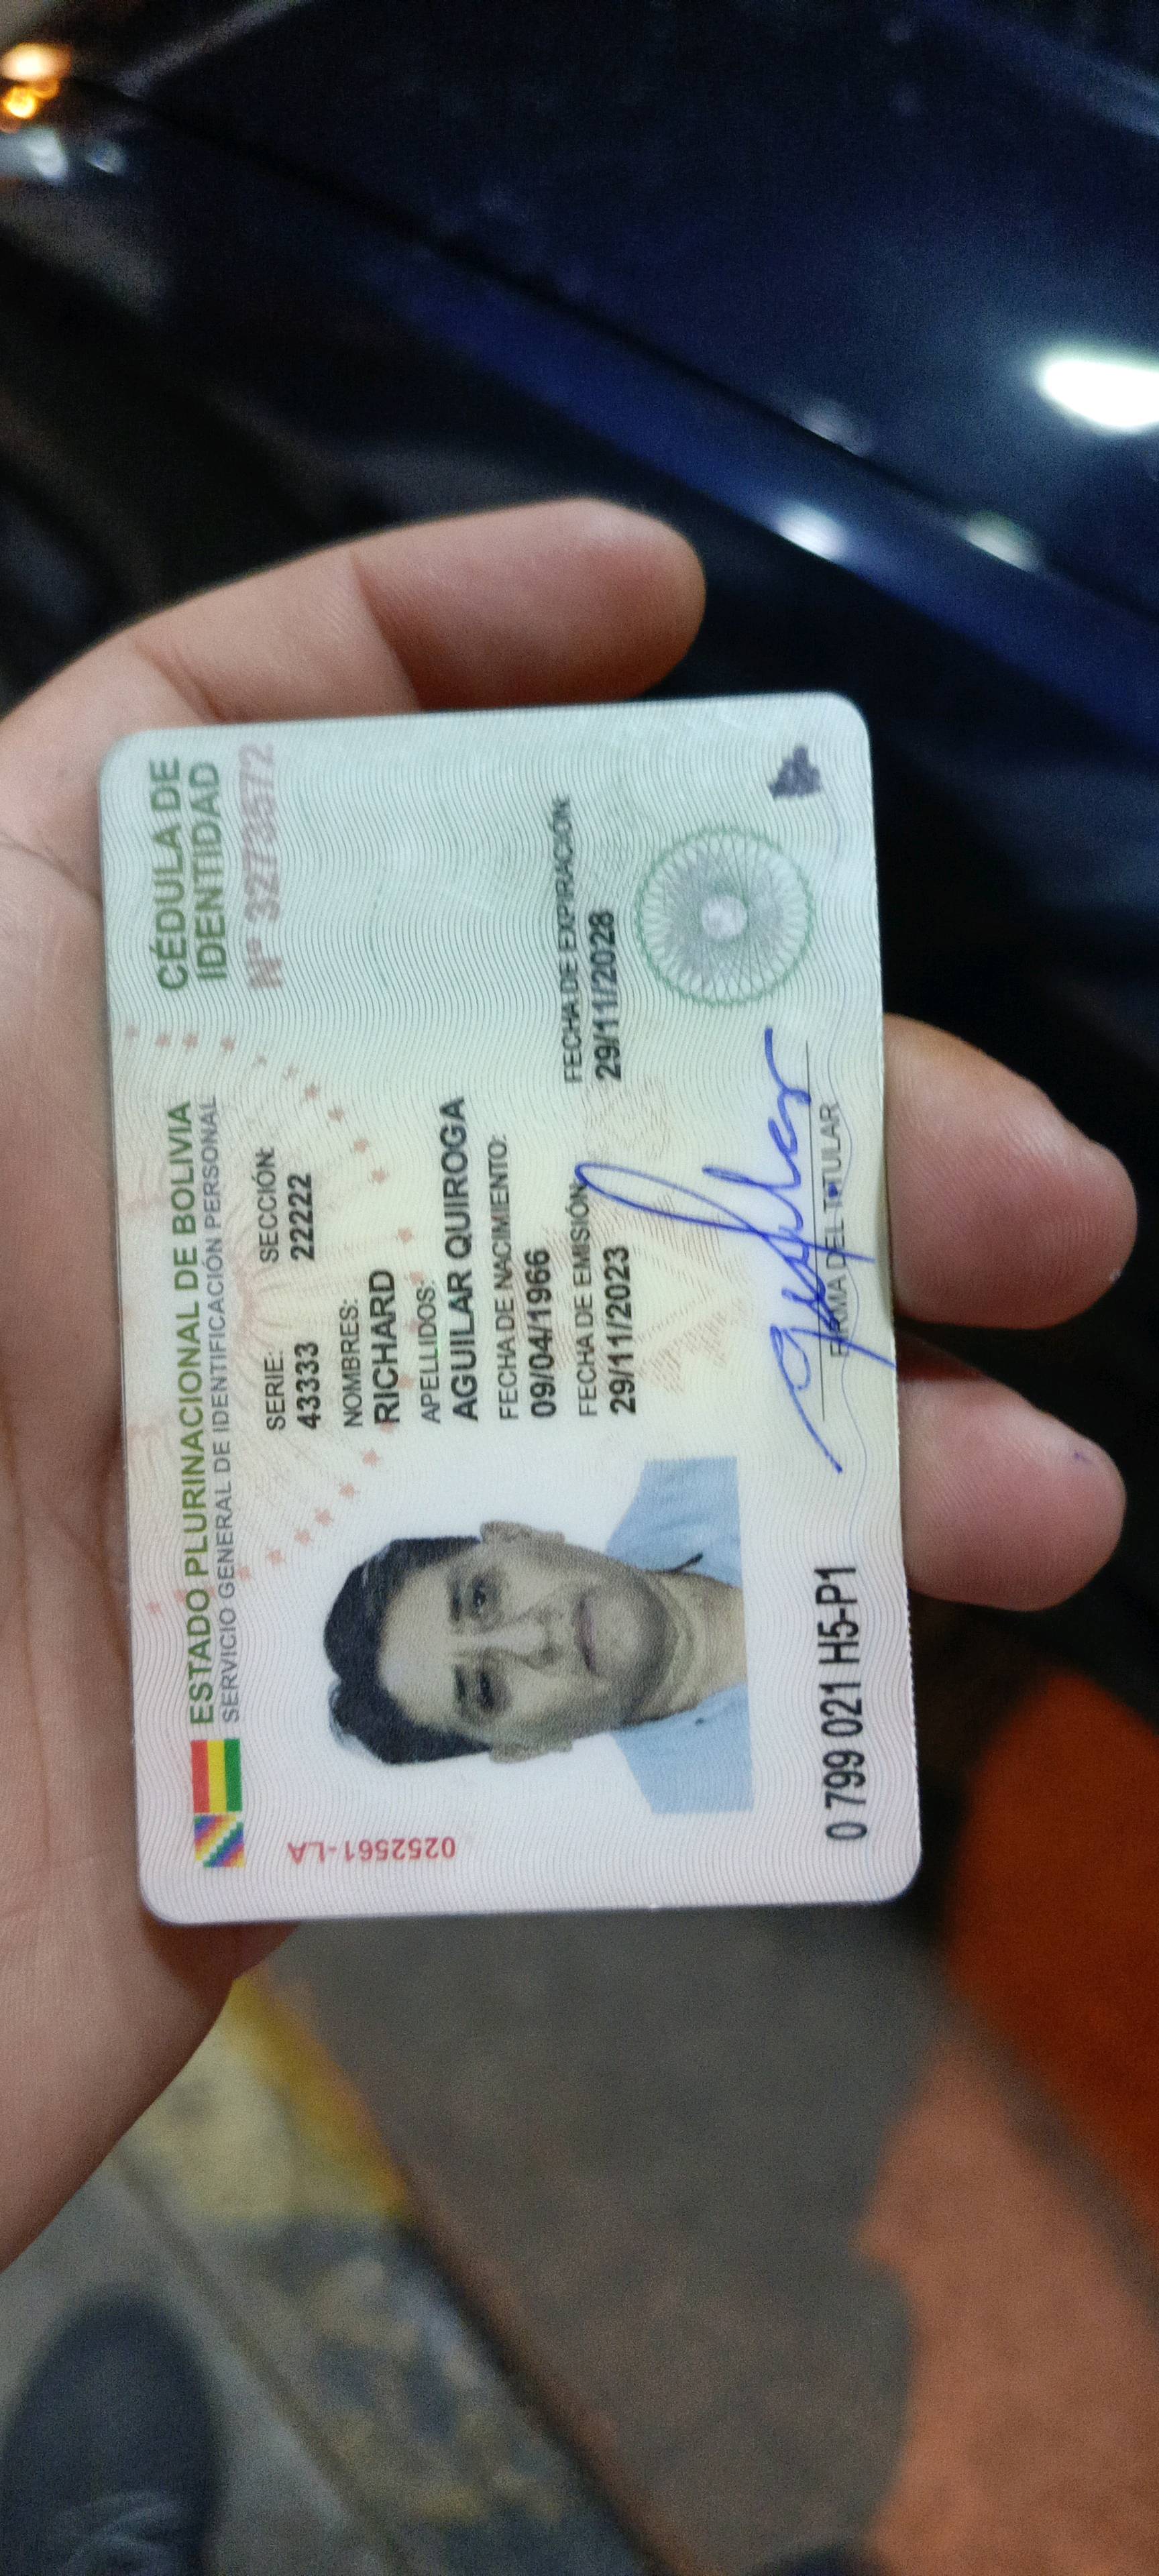 ESTADO PLURINACIONAL DE BOLIVIA
SERVICIO GENERAL DE IDENTIFICACIÓN PERSONAL
CÉDULA DE
IDENTIDAD
N° 3273572
SERIE: SECCIÓN:
43333 22222
NOMBRES:
RICHARD
APELLIDOS:
AGUILAR QUIROGA
FECHA DE NACIMIENTO:
09/04/1966
FECHA DE EMISIÓN: FECHA DE EXPIRACIÓN:
29/11/2023 29/11/2028
FIRMA DEL TITULAR
0252561-LA
0 799 021 H5-P1